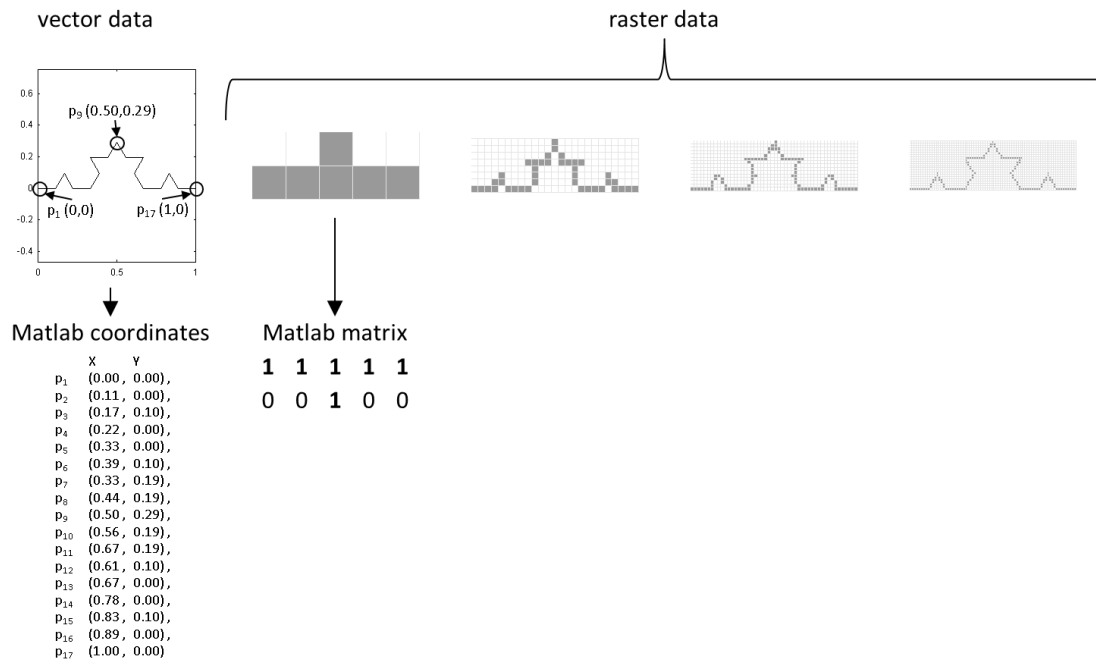 vector data
raster data
0.6
0.4
0.2
0
-0.2
-0.4
0
0.5
1
p9 (0.50,0.29)
p1 (0,0)
p17 (1,0)
Matlab coordinates
X Y
p1 (0.00, 0.00),
p2 (0.11, 0.00),
p3 (0.17, 0.10),
p4 (0.22, 0.00),
p5 (0.33, 0.00),
p6 (0.39, 0.10),
p7 (0.33, 0.19),
p8 (0.44, 0.19),
p9 (0.50, 0.29),
p10 (0.56, 0.19),
p11 (0.67, 0.19),
p12 (0.61, 0.10),
p13 (0.67, 0.00),
p14 (0.78, 0.00),
p15 (0.83, 0.10),
p16 (0.89, 0.00),
p17 (1.00, 0.00)
Matlab matrix
1 1 1 1 1
0 0 1 0 0